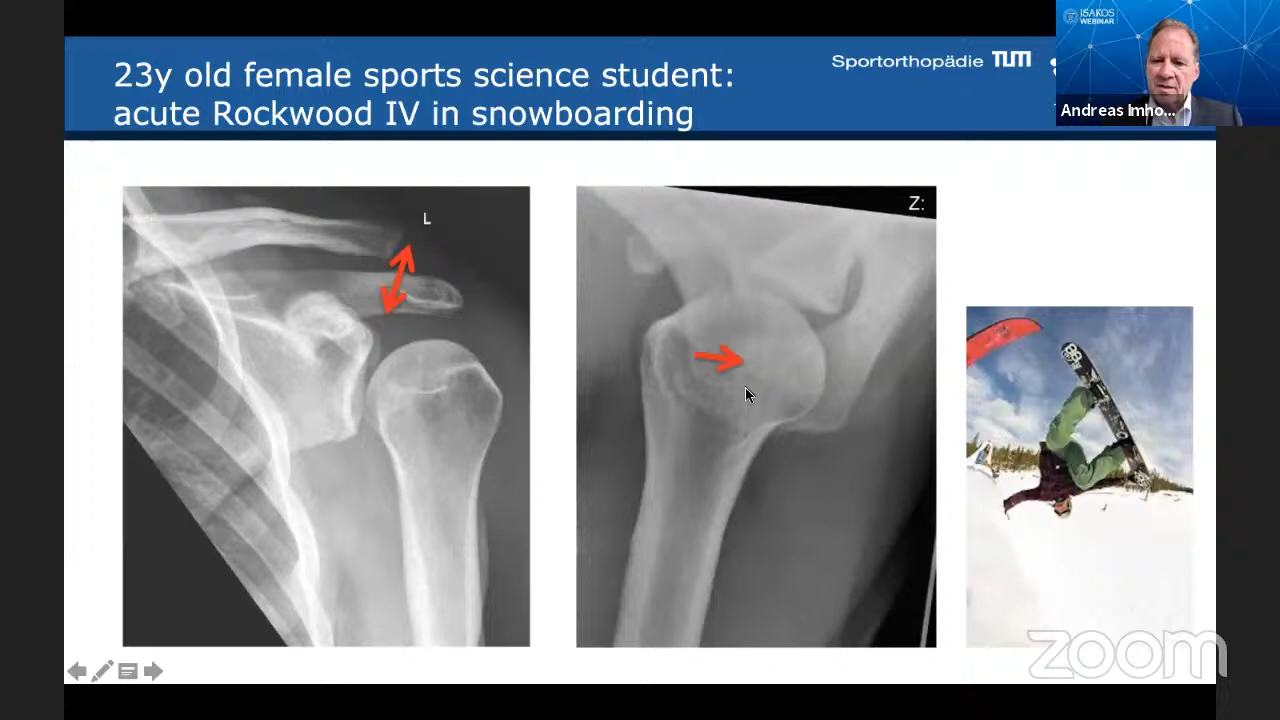 ISAKOS
WEBINAR
23y old female sports science student:
acute Rockwood IV in snowboarding
Sportorthopädie TUM
Andreas Imho...
L
Z:
zoom